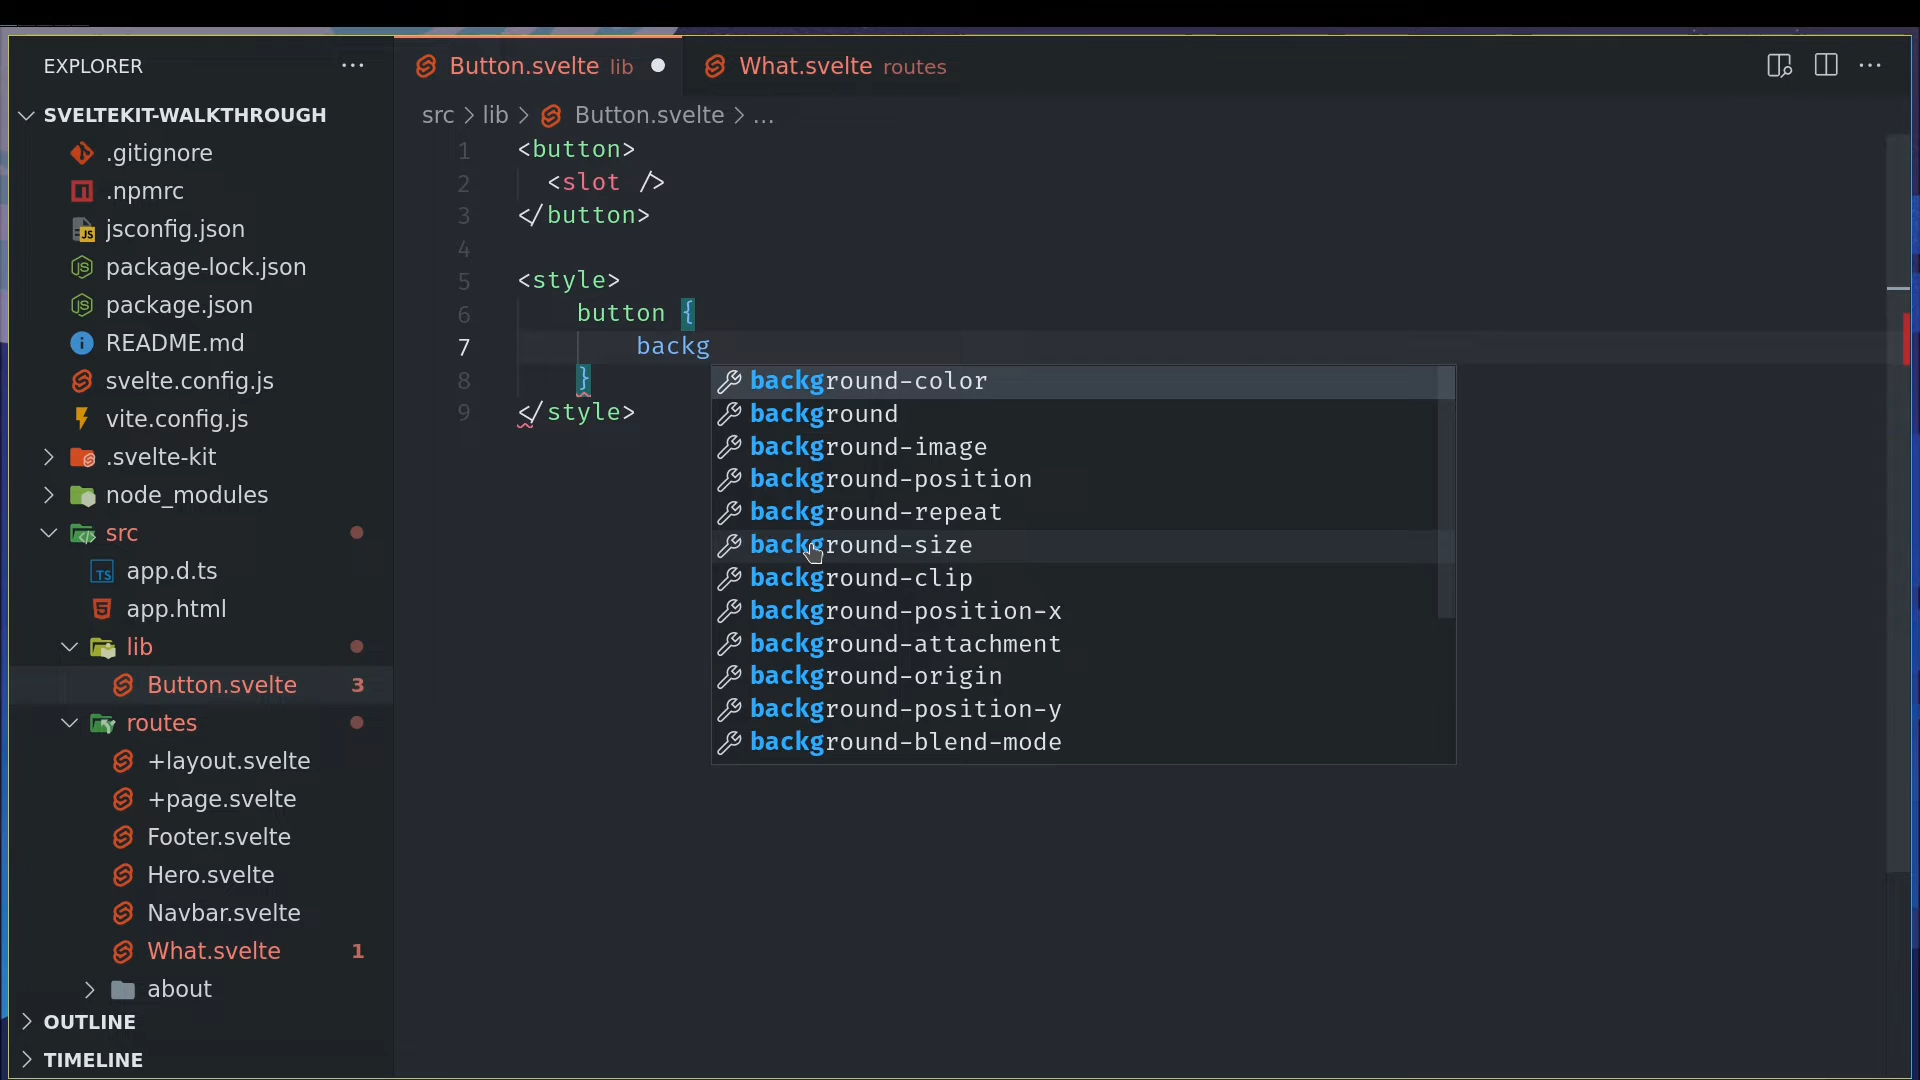 EXPLORER
SVELTEKIT-WALKTHROUGH
.gitignore
.npmrc
jsconfig.json
package-lock.json
package.json
README.md
svelte.config.js
vite.config.js
.svelte-kit
node_modules
src
app.d.ts
app.html
lib
Button.svelte 3
routes
+layout.svelte
+page.svelte
Footer.svelte
Hero.svelte
Navbar.svelte
What.svelte 1
about
OUTLINE
TIMELINE
Button.svelte lib
What.svelte routes
src > lib > Button.svelte > ...
1 <button>
2 <slot />
3 </button>
4
5 <style>
6 button {
7 backg
8 }
9 </style>
background-color
background
background-image
background-position
background-repeat
background-size
background-clip
background-position-x
background-attachment
background-origin
background-position-y
background-blend-mode